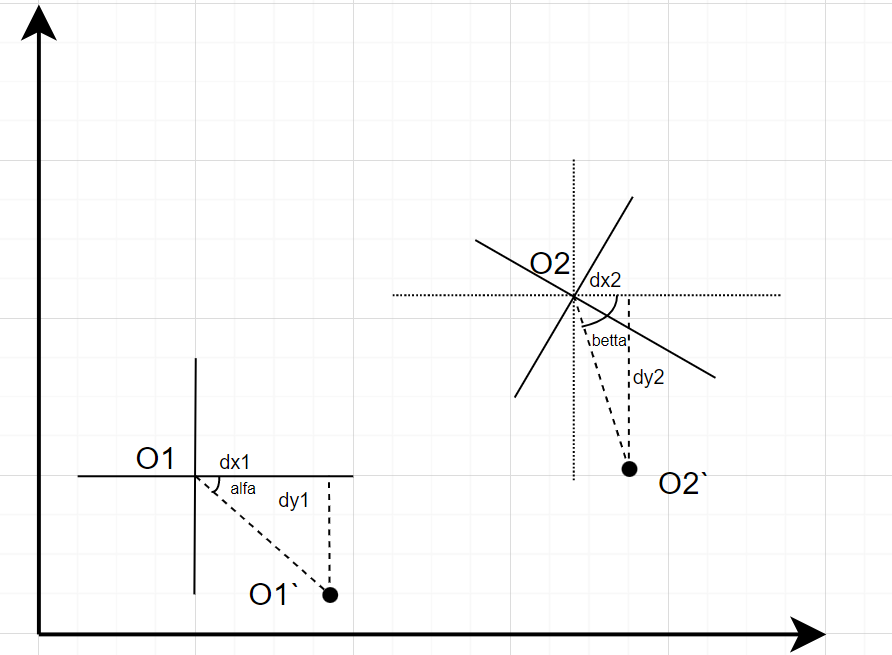 O2
dx2
betta
dy2
O2`
O1
dx1
alfa
dy1
O1`